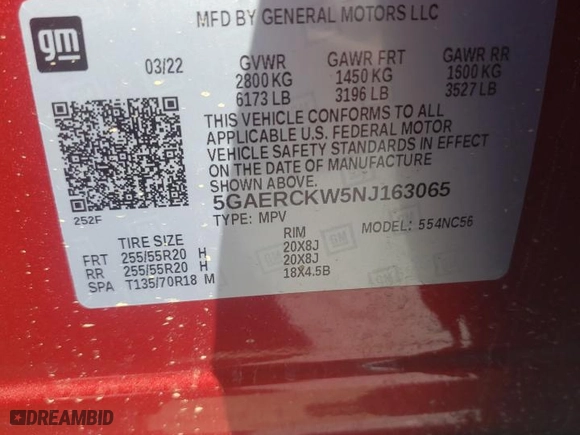 MFD BY GENERAL MOTORS LLC
gm
03/22 GVWR GAWR FRT GAWR RR
2800 KG 1450 KG 1500 KG
6173 LB 3196 LB 3527 LB
THIS VEHICLE CONFORMS TO ALL
APPLICABLE U.S. FEDERAL MOTOR
VEHICLE SAFETY STANDARDS IN EFFECT
ON THE DATE OF MANUFACTURE
SHOWN ABOVE.
5GAERCKW5NJ163065
252F
TYPE: MPV MODEL: 554NC56
TIRE SIZE RIM
FRT 255/55R20 H 20X8J
RR 255/55R20 H 20X8J
SPA T135/70R18 M 18X4.5B
DREAMBID